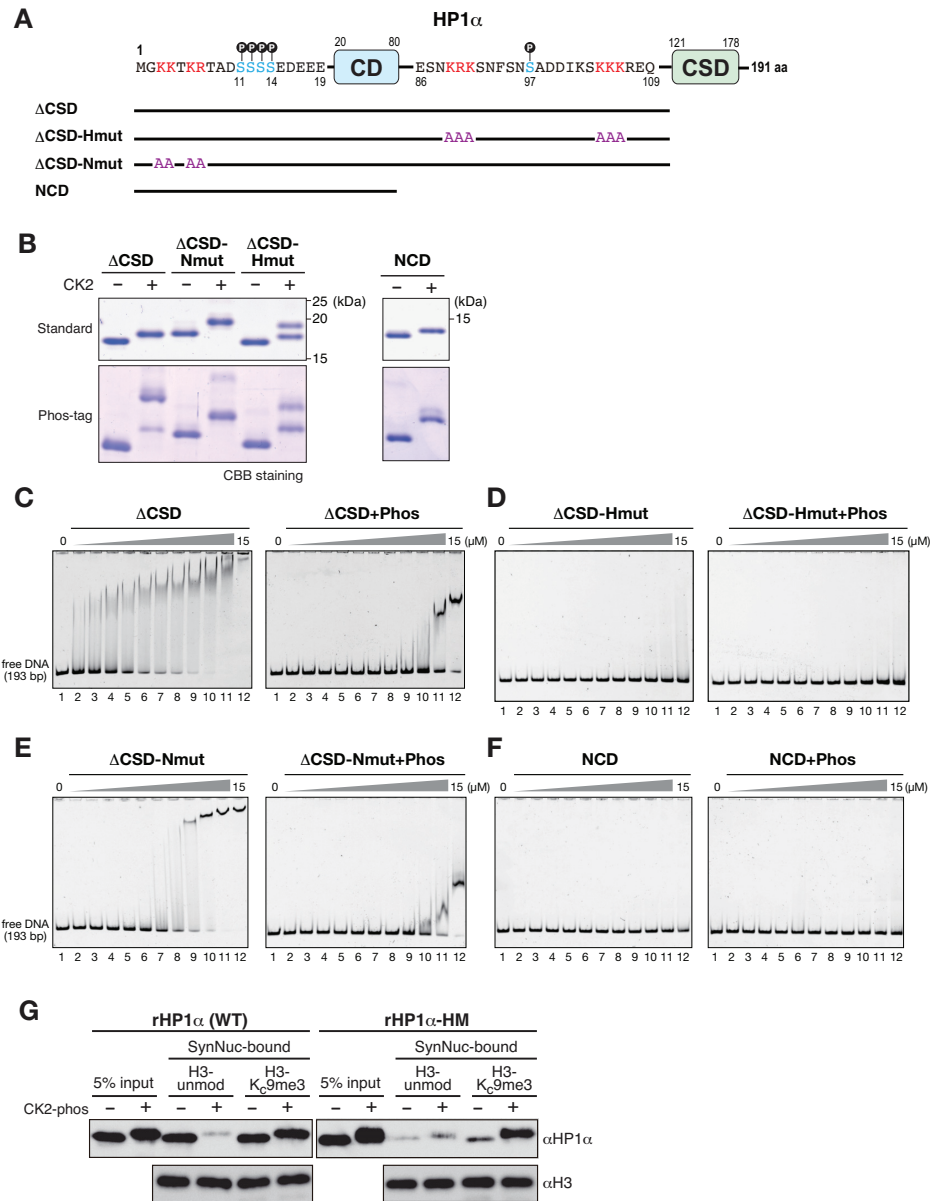 A
HP1α
1 20 80 121 178
P P P P P
MGKKTKRTADSSSSEDEEE CD ESNKRKSNFSNSADDIKSKKKREQ CSD 191 aa
11 14 19 86 97 109
ΔCSD
ΔCSD-Hmut AAA AAA
ΔCSD-Nmut AA AA
NCD
B
ΔCSD ΔCSD-Nmut ΔCSD-Hmut NCD
CK2 − + − + − + − +
25 (kDa) (kDa)
20 15
Standard
15
Phos-tag
CBB staining
C D
ΔCSD ΔCSD+Phos ΔCSD-Hmut ΔCSD-Hmut+Phos
0 15 0 15 (μM) 0 15 0 15 (μM)
free DNA
(193 bp)
1 2 3 4 5 6 7 8 9 10 11 12 1 2 3 4 5 6 7 8 9 10 11 12 1 2 3 4 5 6 7 8 9 10 11 12 1 2 3 4 5 6 7 8 9 10 11 12
E F
ΔCSD-Nmut ΔCSD-Nmut+Phos NCD NCD+Phos
0 15 0 15 (μM) 0 15 0 15 (μM)
free DNA
(193 bp)
1 2 3 4 5 6 7 8 9 10 11 12 1 2 3 4 5 6 7 8 9 10 11 12 1 2 3 4 5 6 7 8 9 10 11 12 1 2 3 4 5 6 7 8 9 10 11 12
G
rHP1α (WT) rHP1α-HM
SynNuc-bound SynNuc-bound
5% input H3-unmod H3-Kc9me3 5% input H3-unmod H3-Kc9me3
CK2-phos − + − + − + − + − + − +
αHP1α
αH3